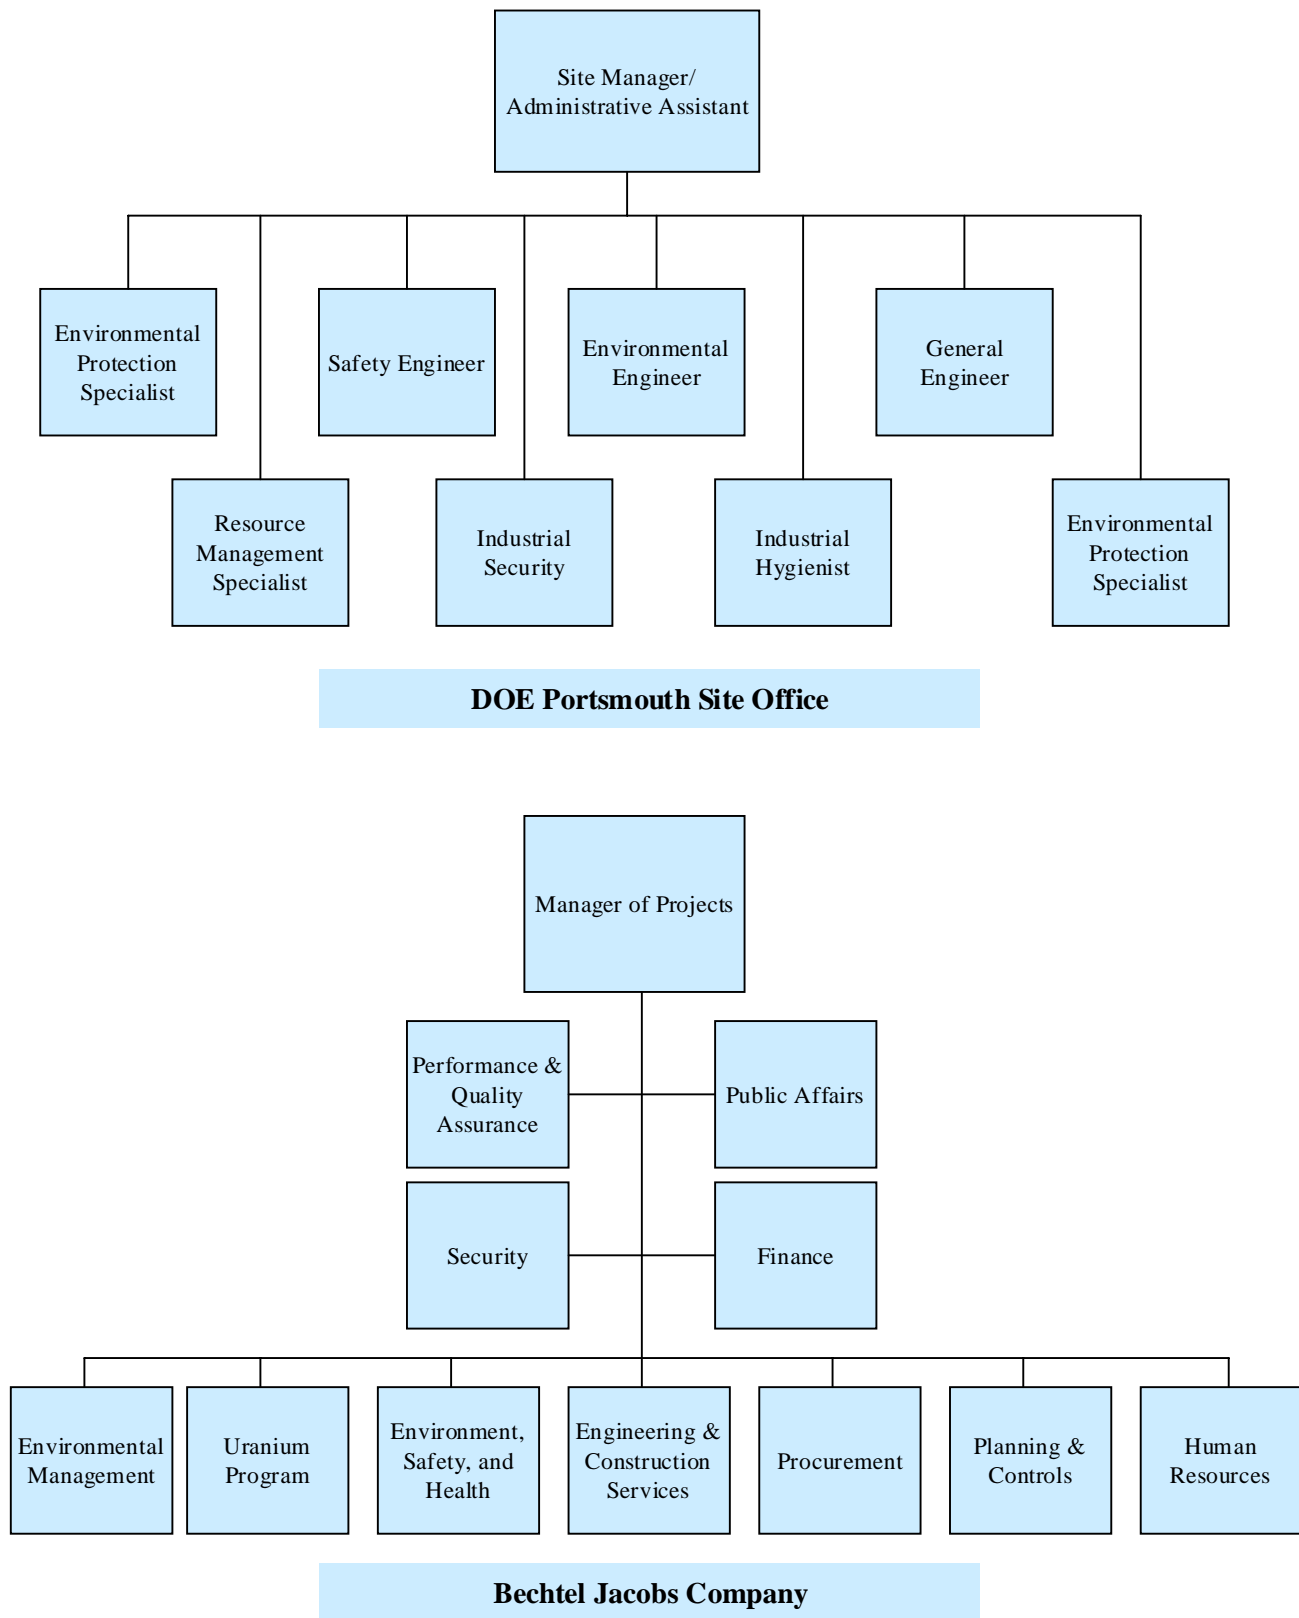 Site Manager/
Administrative Assistant
Environmental
Protection
Specialist
Safety Engineer
Environmental
Engineer
General
Engineer
Resource
Management
Specialist
Industrial
Security
Industrial
Hygienist
Environmental
Protection
Specialist
DOE Portsmouth Site Office
Manager of Projects
Performance &
Quality
Assurance
Public Affairs
Security
Finance
Environmental
Management
Uranium
Program
Environment,
Safety, and
Health
Engineering &
Construction
Services
Procurement
Planning &
Controls
Human
Resources
Bechtel Jacobs Company